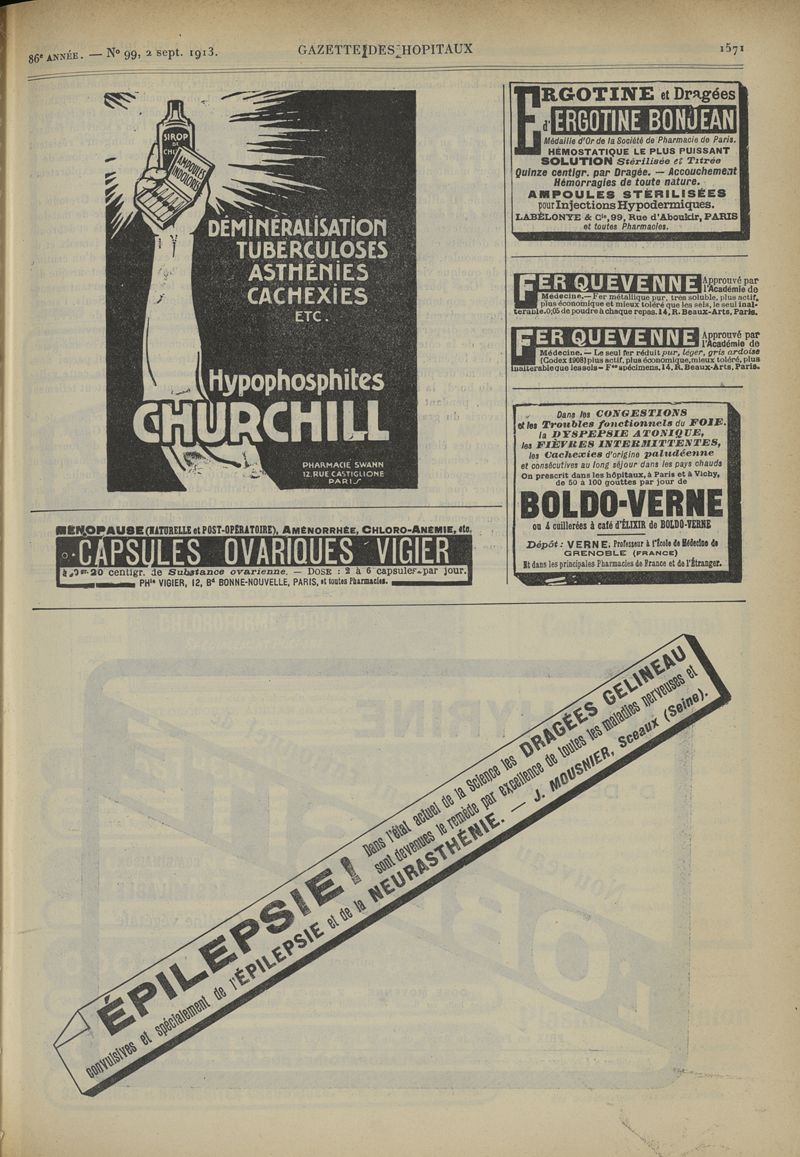 86e ANNÉE. — No 99, 2 sept. 1913.
GAZETTE DES HOPITAUX
1571
SIROP
DE
AMPOULES
INDOLORES
DÉMINÉRALISATION
TUBERCULOSES
ASTHÉNIES
CACHEXIES
ETC.
Hypophosphites
CHURCHILL
PHARMACIE SWANN
12, RUE CASTIGLIONE
PARIS
MÉNOPAUSE (NATURELLE et POST-OPÉRATOIRE), AMÉNORRHÉE, CHLORO-ANÉMIE, etc.
CAPSULES OVARIQUES VIGIER
à 20 centigr. de Substance ovarienne. — DOSE : 2 à 6 capsules par jour.
PHie VIGIER, 12, Bd BONNE-NOUVELLE, PARIS, et toutes Pharmacies.
ERGOTINE et Dragées
d'ERGOTINE BONJEAN
Médaille d'Or de la Société de Pharmacie de Paris.
HÉMOSTATIQUE LE PLUS PUISSANT
SOLUTION Stérilisée et Titrée
Quinze centigr. par Dragée. — Accouchement
Hémorragies de toute nature.
AMPOULES STÉRILISÉES
pour Injections Hypodermiques.
LABÉLONYE & Cie, 99, Rue d'Aboukir, PARIS
et toutes Pharmacies.
FER QUEVENNE Approuvé par
l'Académie de
Médecine.— Fer métallique pur, très soluble, plus actif,
plus économique et mieux toléré que les sels, le seul inal-
térable. 0;05 de poudre à chaque repas. 14, R. Beaux-Arts, Paris.
FER QUEVENNE Approuvé par
l'Académie de
Médecine. — Le seul fer réduit pur, léger, gris ardoise
(Codex 1908) plus actif, plus économique, mieux toléré, plus
inaltérable que les sels — Fco spécimens, 14, R. Beaux-Arts, Paris.
Dans les CONGESTIONS
et les Troubles fonctionnels du FOIE,
la DYSPEPSIE ATONIQUE,
les FIÈVRES INTERMITTENTES,
les Cachexies d'origine paludéenne
et consécutives au long séjour dans les pays chauds
On prescrit dans les hôpitaux, à Paris et à Vichy,
de 50 à 100 gouttes par jour de
BOLDO-VERNE
ou 4 cuillerées à café d'ÉLIXIR de BOLDO-VERNE
Dépôt : VERNE, Professeur à l'École de Médecine de
GRENOBLE (FRANCE)
Et dans les principales Pharmacies de France et de l'Étranger.
ÉPILEPSIE! Dans l'état actuel de la Science les DRAGÉES GELINEAU
sont devenues le remède par excellence de toutes les maladies nerveuses et
convulsives et spécialement de l'ÉPILEPSIE et de la NEURASTHÉNIE. — J. MOUSNIER, Sceaux (Seine).